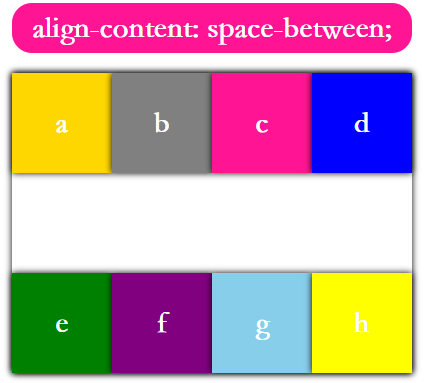 align-content: space-between;
a b c d
e f g h